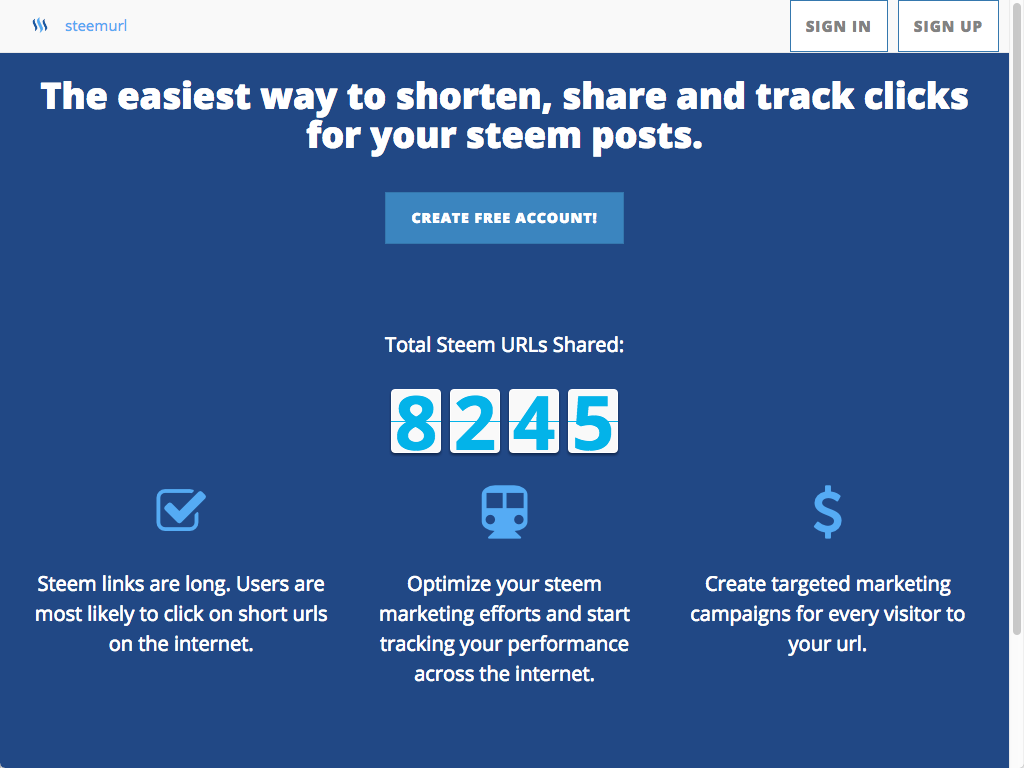 steemurl
SIGN IN
SIGN UP
The easiest way to shorten, share and track clicks
for your steem posts.
CREATE FREE ACCOUNT!
Total Steem URLs Shared:
8245
Steem links are long. Users are
most likely to click on short urls
on the internet.
Optimize your steem
marketing efforts and start
tracking your performance
across the internet.
Create targeted marketing
campaigns for every visitor to
your url.